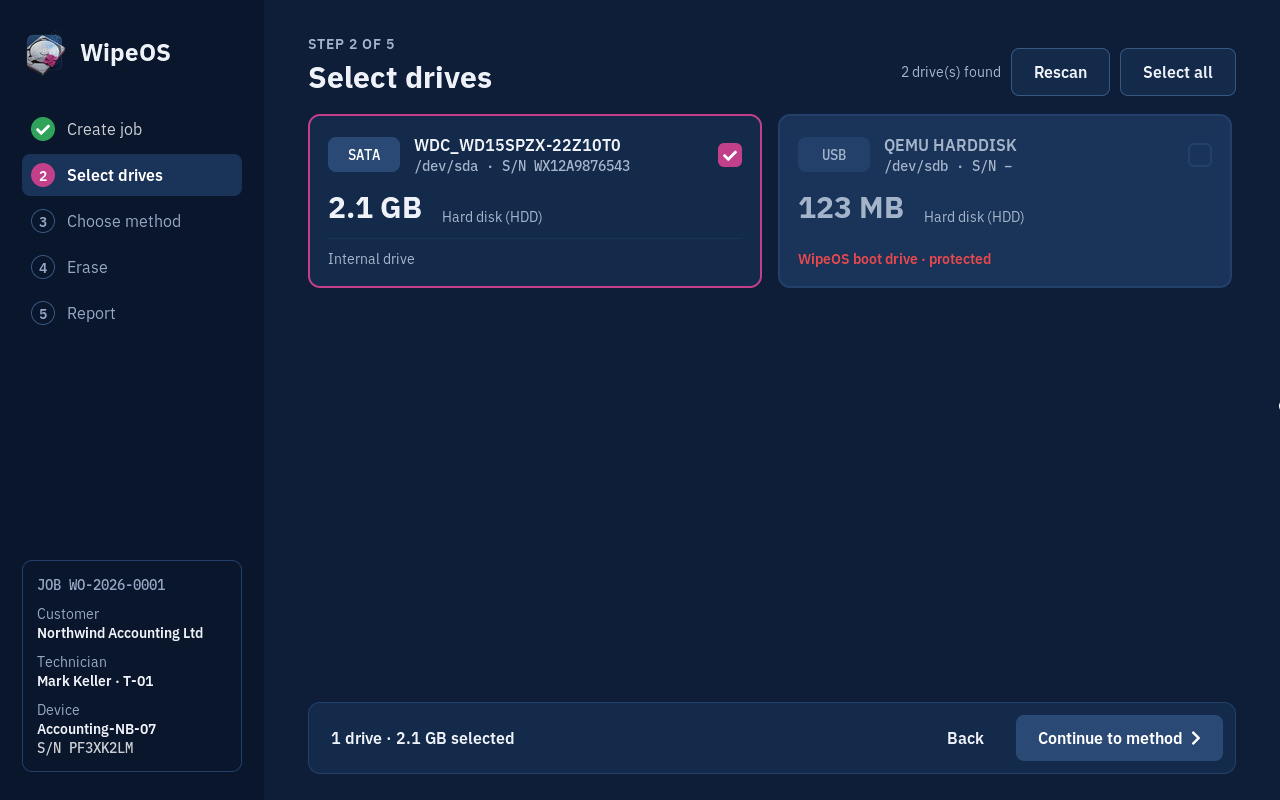 WipeOS
Create job
2 Select drives
3 Choose method
4 Erase
5 Report
JOB WO-2026-0001
Customer
Northwind Accounting Ltd
Technician
Mark Keller · T-01
Device
Accounting-NB-07
S/N PF3XK2LM
STEP 2 OF 5
Select drives
2 drive(s) found
Rescan
Select all
SATA
WDC_WD15SPZX-22Z10T0
/dev/sda · S/N WX12A9876543
2.1 GB Hard disk (HDD)
Internal drive
USB
QEMU HARDDISK
/dev/sdb · S/N –
123 MB Hard disk (HDD)
WipeOS boot drive · protected
1 drive · 2.1 GB selected
Back
Continue to method